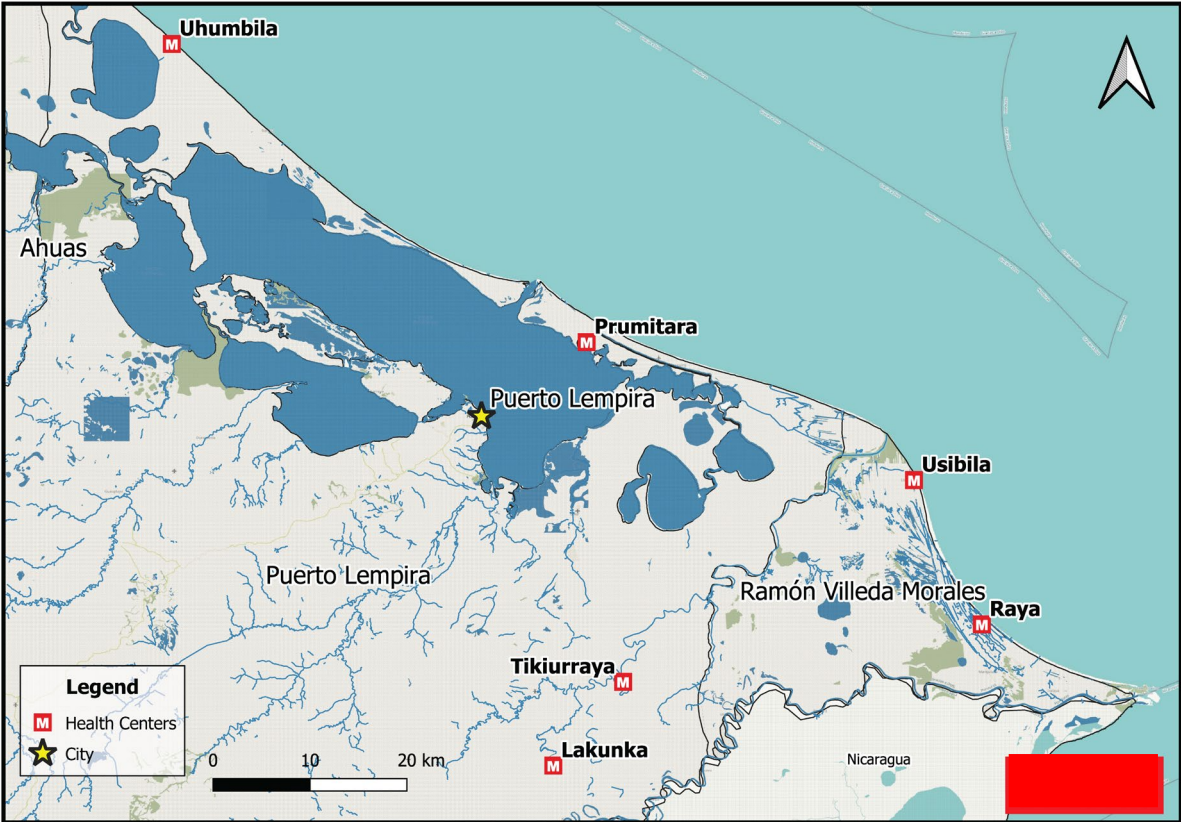 Uhumbila
Ahuas
Prumitara
Puerto Lempira
Usibila
Puerto Lempira
Ramón Villeda Morales
Raya
Tikiurraya
Lakunka
Nicaragua
Legend
M Health Centers
City
0 10 20 km
M
M
M
M
M
M